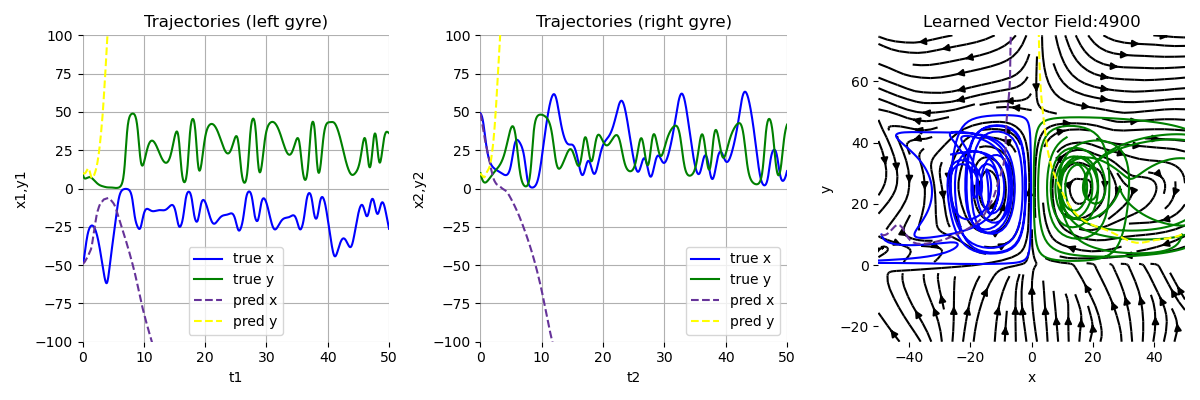 Trajectories (left gyre)
100
75
50
25
0
−25
−50
−75
−100
x1,y1
true x
true y
pred x
pred y
0 10 20 30 40 50
t1
Trajectories (right gyre)
100
75
50
25
0
−25
−50
−75
−100
x2,y2
true x
true y
pred x
pred y
0 10 20 30 40 50
t2
Learned Vector Field:4900
60
40
20
0
−20
y
−40 −20 0 20 40
x